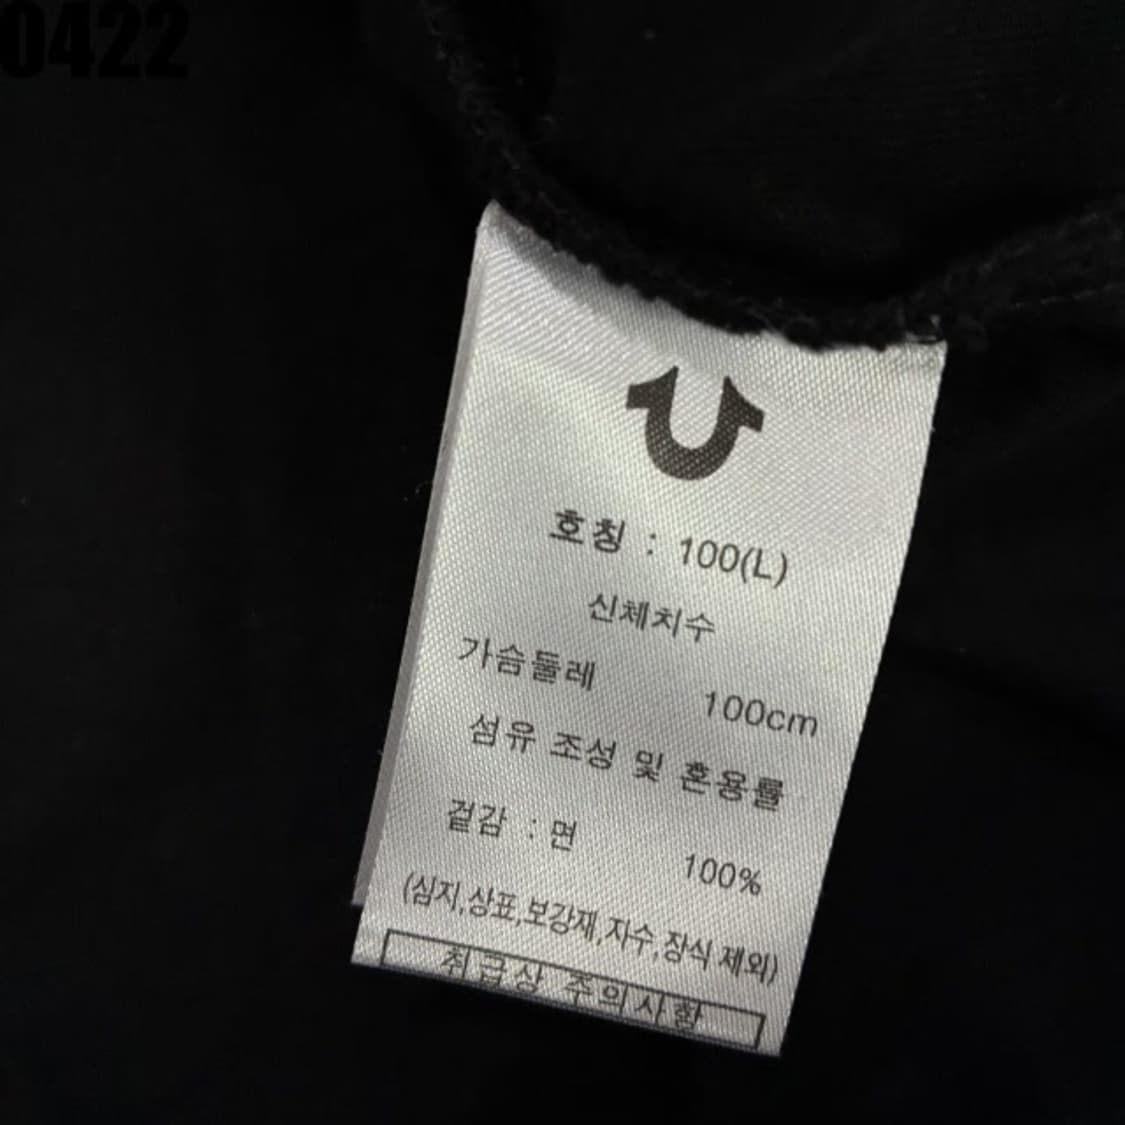 0422
호칭 : 100(L)
신체치수
가슴둘레 100cm
섬유 조성 및 혼용률
겉감 : 면 100%
(심지,상표,보강재,자수,장식 제외)
취급상 주의사항